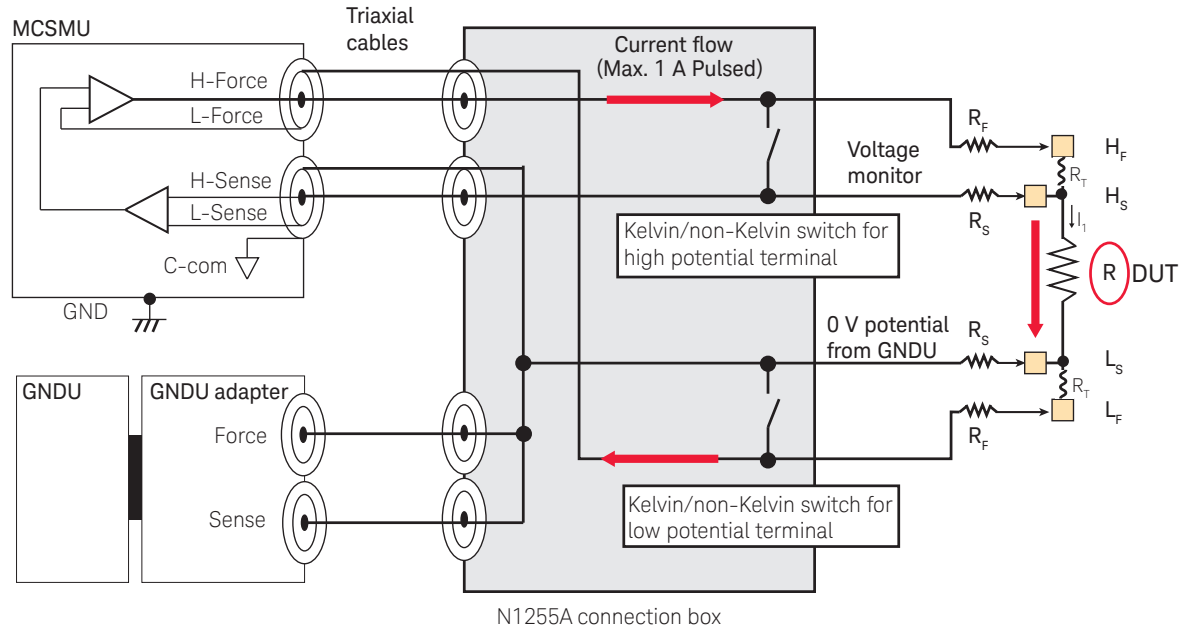 MCSMU
Triaxial
cables
Current flow
(Max. 1 A Pulsed)
H-Force
L-Force
H-Sense
L-Sense
C-com
GND
Voltage
monitor
Kelvin/non-Kelvin switch for
high potential terminal
R_F
H_F
R_T
R_S
H_S
I_1
R DUT
0 V potential
from GNDU
R_S
L_S
R_T
R_F
L_F
GNDU
GNDU adapter
Force
Sense
Kelvin/non-Kelvin switch for
low potential terminal
N1255A connection box